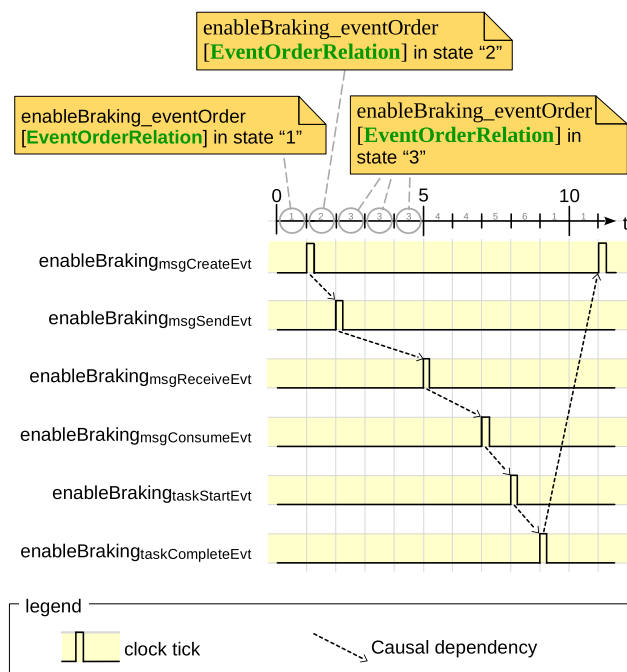 enableBraking_eventOrder
[EventOrderRelation] in state “2”
enableBraking_eventOrder
[EventOrderRelation] in state “1”
enableBraking_eventOrder
[EventOrderRelation] in
state “3”
0 5 10
1 2 3 3 3 4 4 5 6 1 1 t
enableBrakingmsgCreateEvt
enableBrakingmsgSendEvt
enableBrakingmsgReceiveEvt
enableBrakingmsgConsumeEvt
enableBrakingtaskStartEvt
enableBrakingtaskCompleteEvt
legend
clock tick
Causal dependency